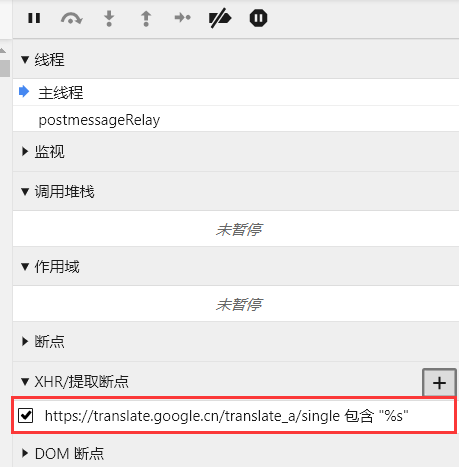 线程
主线程
postmessageRelay
监视
调用堆栈
未暂停
作用域
未暂停
断点
XHR/提取断点
https://translate.google.cn/translate_a/single 包含 "%s"
DOM 断点